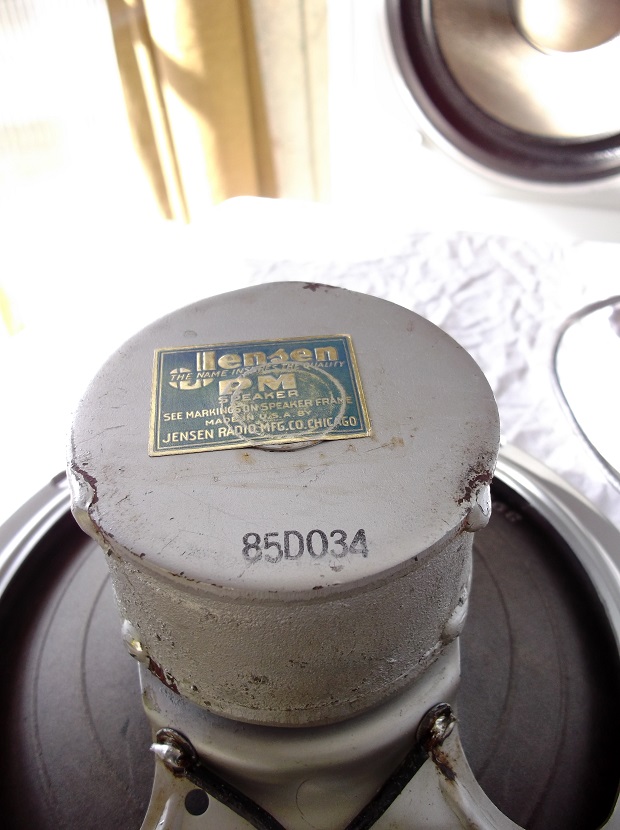 Jensen
THE NAME INSURES THE QUALITY
PM
SPEAKER
SEE MARKINGS ON SPEAKER FRAME
MADE IN U.S.A. BY
JENSEN RADIO MFG.CO.CHICAGO
85D034